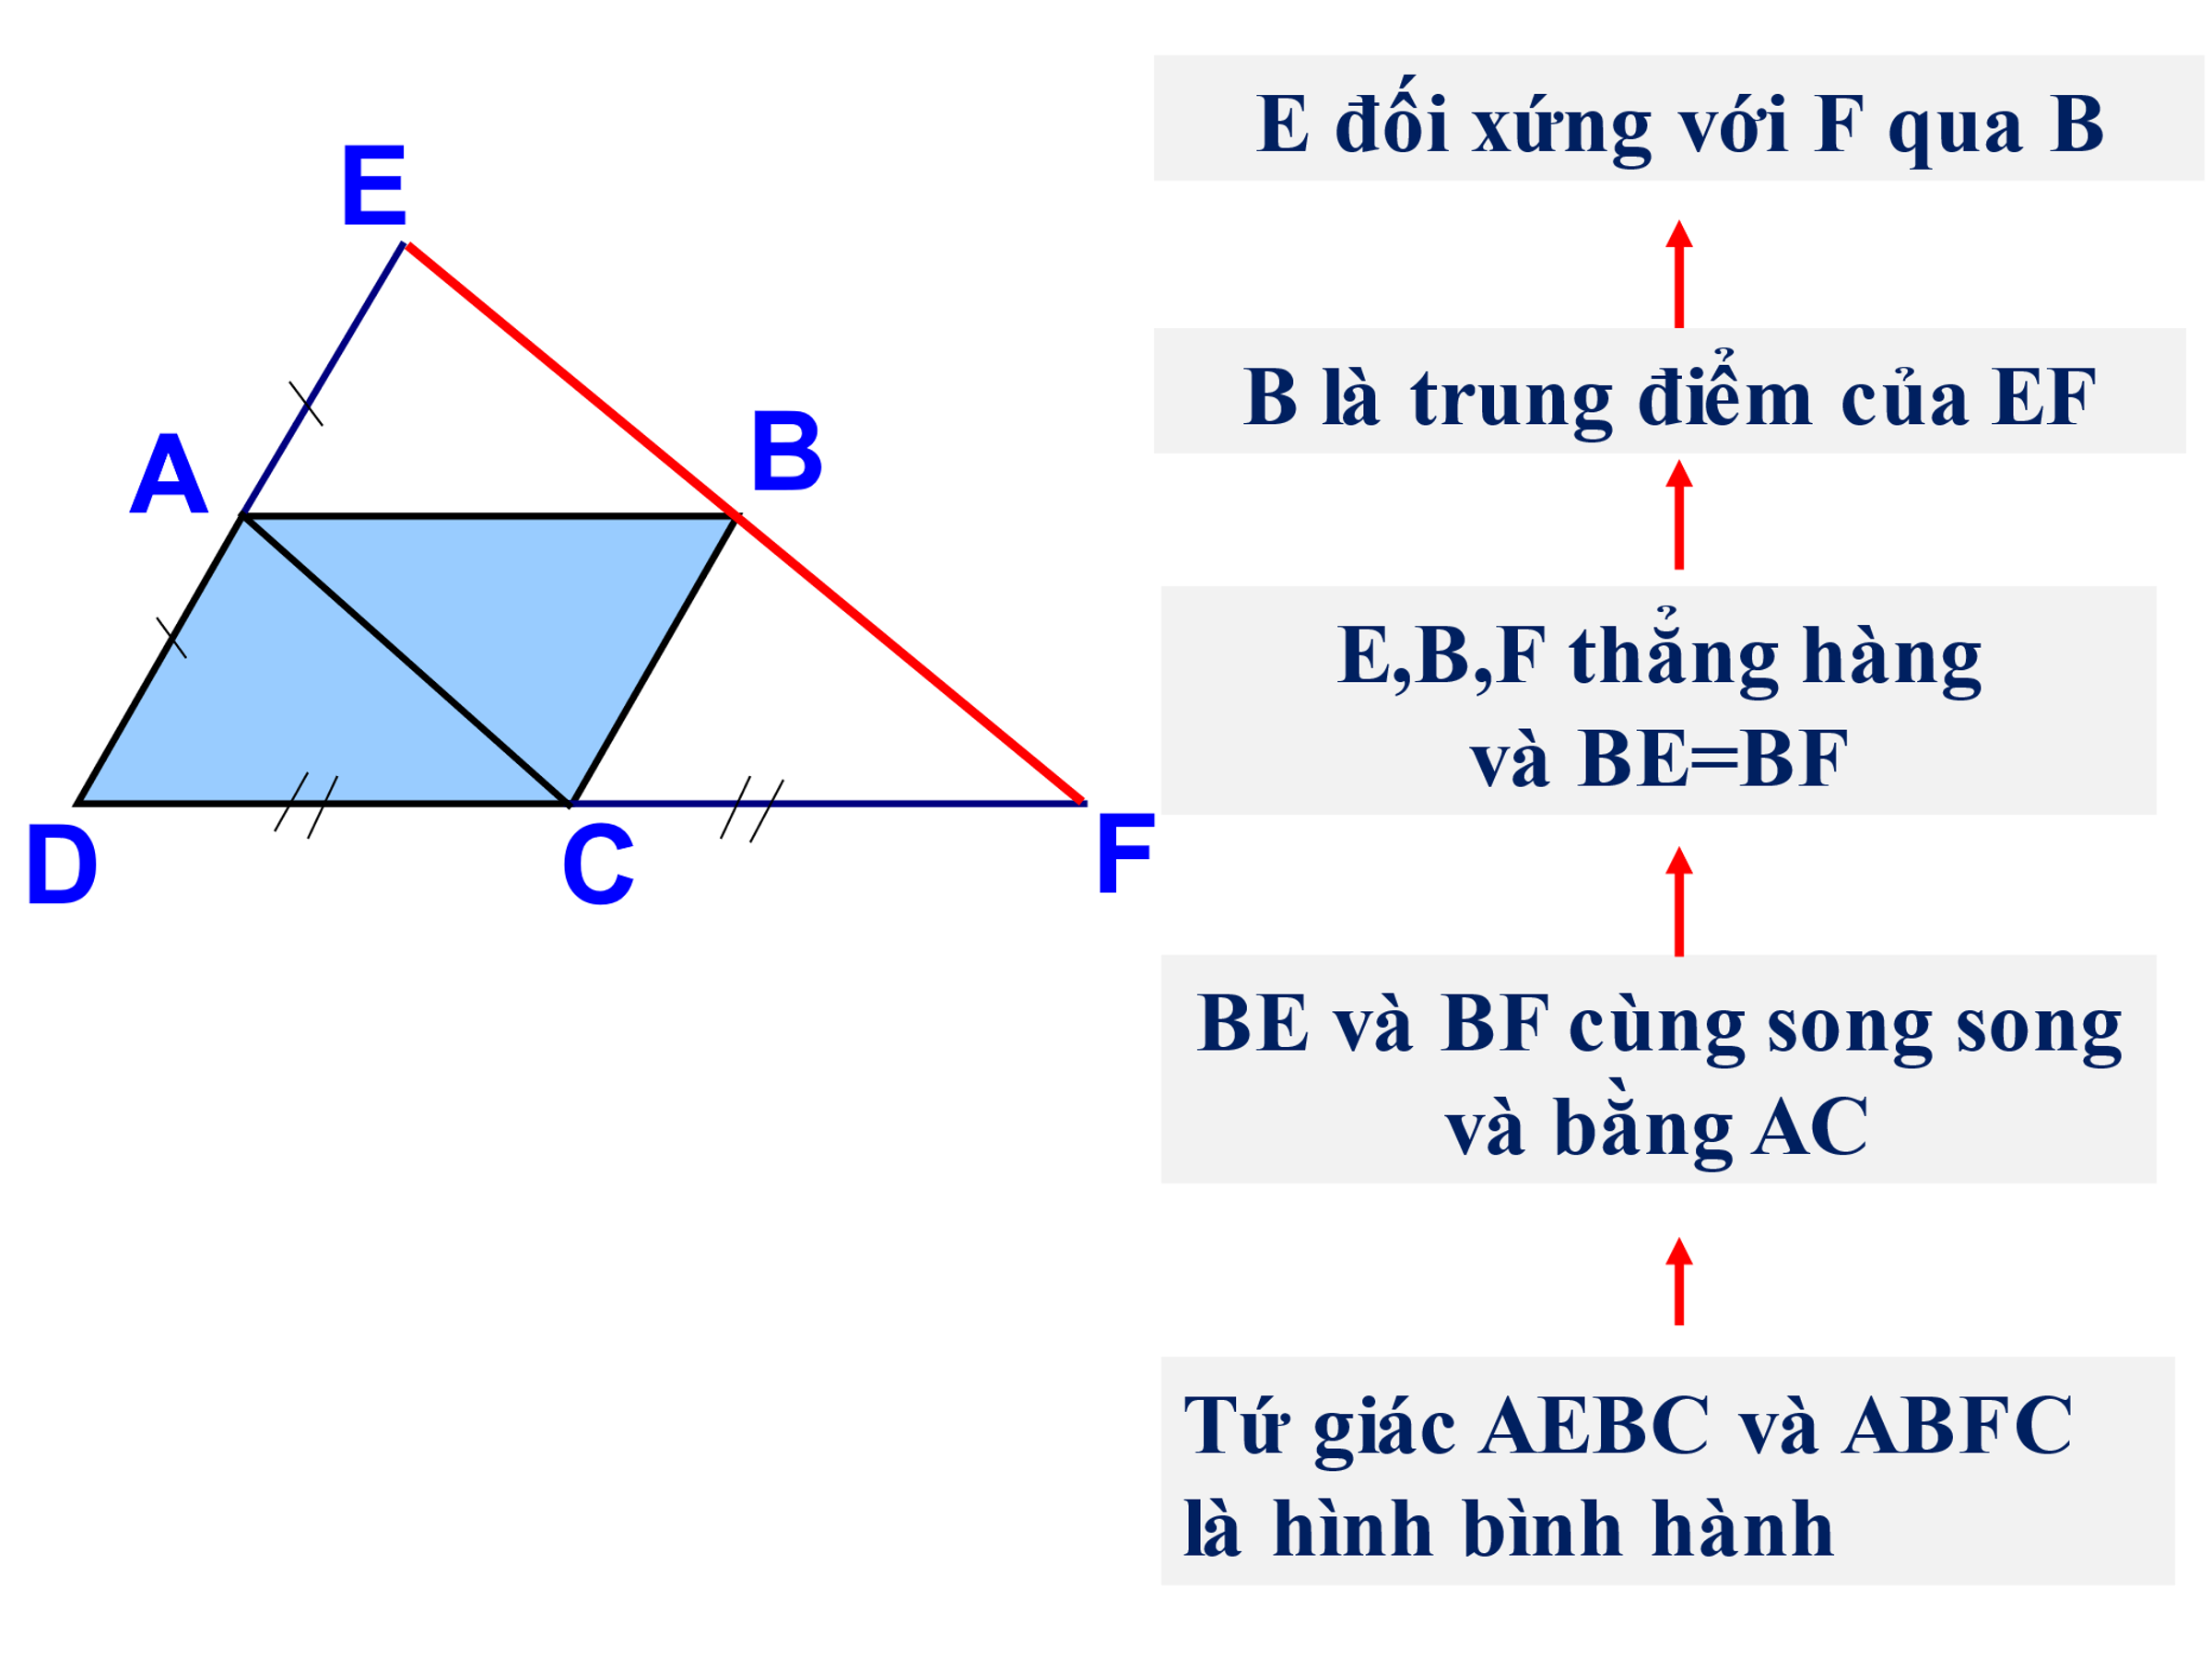 E
A
B
D
C
F
E đối xứng với F qua B
B là trung điểm của EF
E,B,F thẳng hàng
và BE=BF
BE và BF cùng song song
và bằng AC
Tứ giác AEBC và ABFC
là hình bình hành